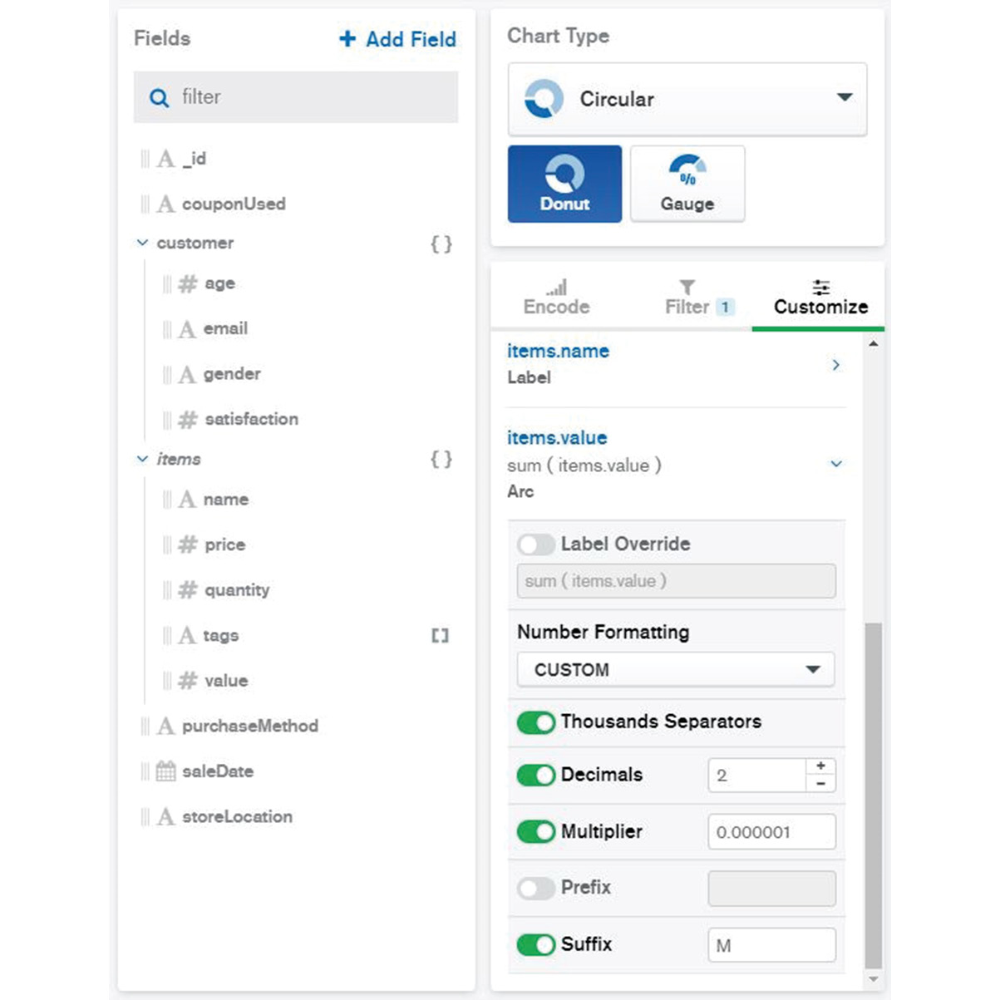 Fields
+ Add Field
filter
A _id
A couponUsed
customer { }
# age
A email
A gender
# satisfaction
items { }
A name
# price
# quantity
A tags [ ]
# value
A purchaseMethod
saleDate
A storeLocation
Chart Type
Circular
Donut
% Gauge
Encode
Filter 1
Customize
items.name
Label
items.value
sum ( items.value )
Arc
Label Override
sum ( items.value )
Number Formatting
CUSTOM
Thousands Separators
Decimals 2 + -
Multiplier 0.000001
Prefix
Suffix M